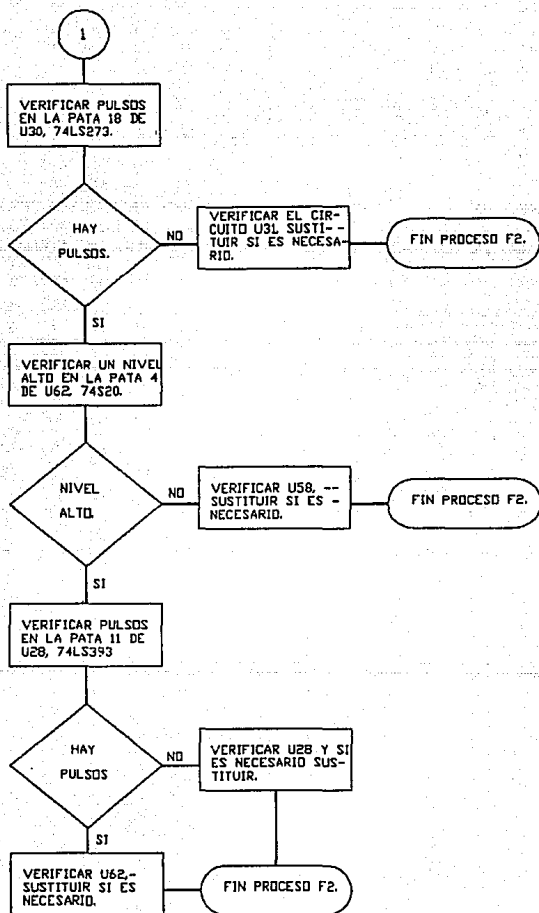 1
VERIFICAR PULSOS
EN LA PATA 18 DE
U30, 74LS273.
HAY
PULSOS.
NO
VERIFICAR EL CIR-
CUITO U31, SUSTI--
TUIR SI ES NECESA-
RIO.
FIN PROCESO F2.
SI
VERIFICAR UN NIVEL
ALTO EN LA PATA 4
DE U62, 74S20.
NIVEL
ALTO.
NO
VERIFICAR U58, --
SUSTITUIR SI ES -
NECESARIO.
FIN PROCESO F2.
SI
VERIFICAR PULSOS
EN LA PATA 11 DE
U28, 74LS393
HAY
PULSOS
NO
VERIFICAR U28 Y SI
ES NECESARIO SUS-
TITUIR.
SI
VERIFICAR U62,-
SUSTITUIR SI ES
NECESARIO.
FIN PROCESO F2.